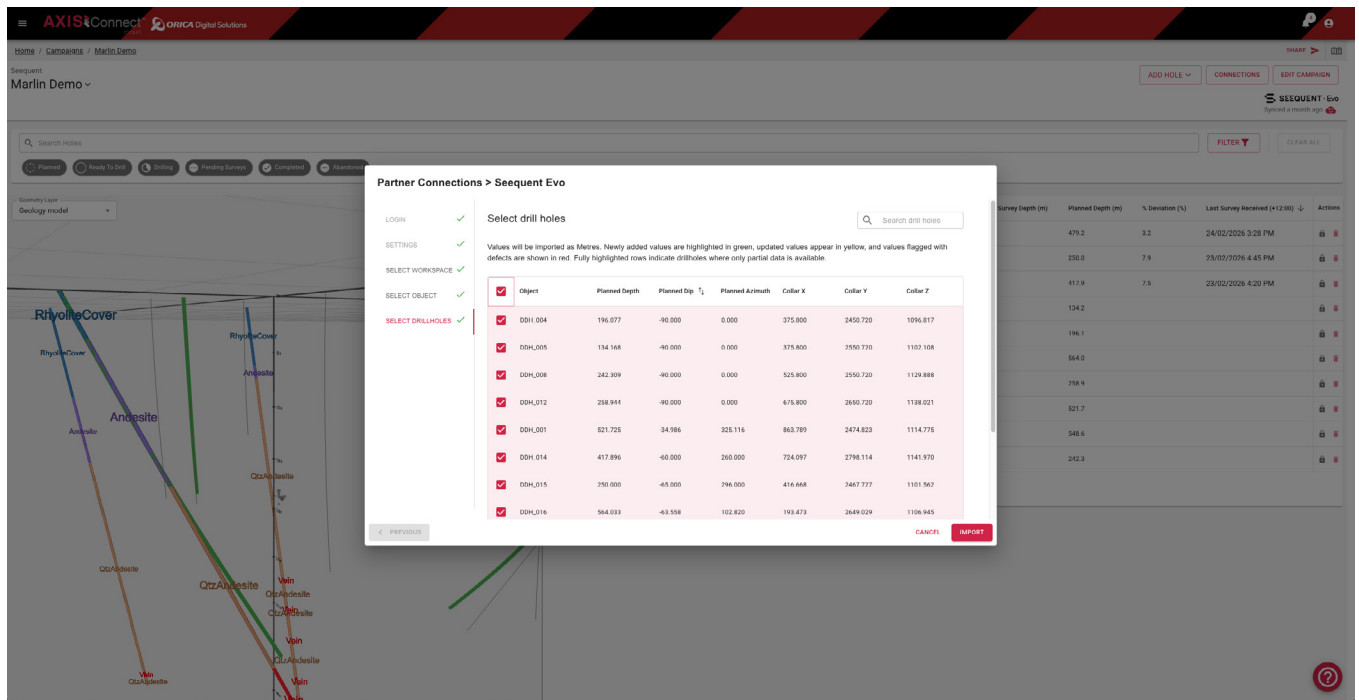 AXIS Connect ORICA Digital Solutions
Home / Campaigns / Marlin Demo
SHARE
Seequent
Marlin Demo
ADD HOLE
CONNECTIONS
EDIT CAMPAIGN
SEEQUENT · Evo
Synced a month ago
Search Holes
FILTER
CLEAR ALL
Planned
Ready To Drill
Drilling
Pending Surveys
Completed
Abandoned
Geometry Layer
Geology model
RhyoliteCover
RhyoliteCover
RhyoliteCover
Andesite
Andesite
Andesite
QtzAndesite
QtzAndesite
QtzAndesite
Vein
QtzAndesite
Vein
QtzAndesite
Vein
QtzAndesite
Vein
QtzAndesite
Vein
Partner Connections > Seequent Evo
LOGIN
SETTINGS
SELECT WORKSPACE
SELECT OBJECT
SELECT DRILLHOLES
Select drill holes
Search drill holes
Values will be imported as Metres. Newly added values are highlighted in green, updated values appear in yellow, and values flagged with
defects are shown in red. Fully highlighted rows indicate drillholes where only partial data is available.
Object Planned Depth Planned Dip Planned Azimuth Collar X Collar Y Collar Z
DDH_004 196.077 -90.000 0.000 375.800 2450.720 1096.817
DDH_005 134.168 -90.000 0.000 375.800 2550.720 1102.108
DDH_008 242.309 -90.000 0.000 525.800 2550.720 1129.888
DDH_012 258.944 -90.000 0.000 675.800 2650.720 1138.021
DDH_001 521.725 34.986 325.116 863.789 2474.823 1114.775
DDH_014 417.896 -60.000 260.000 724.097 2798.114 1141.970
DDH_015 250.000 -65.000 296.000 416.668 2467.727 1101.562
DDH_016 564.033 -63.558 102.820 193.473 2649.029 1106.945
PREVIOUS
CANCEL
IMPORT
Survey Depth (m) Planned Depth (m) % Deviation (%) Last Survey Received (+12:00) Actions
479.2 3.2 24/02/2026 3:28 PM
250.0 7.9 23/02/2026 4:45 PM
417.9 7.5 23/02/2026 4:20 PM
134.2
196.1
564.0
258.9
521.7
548.6
242.3